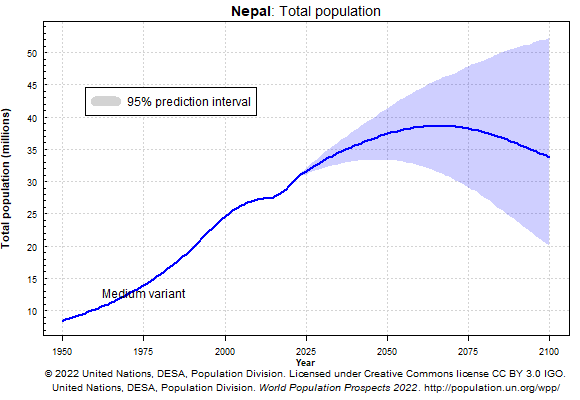 Nepal: Total population
Total population (millions)
50
45
40
35
30
25
20
15
10
95% prediction interval
Medium variant
1950 1975 2000 2025 2050 2075 2100
Year
© 2022 United Nations, DESA, Population Division. Licensed under Creative Commons license CC BY 3.0 IGO.
United Nations, DESA, Population Division. World Population Prospects 2022. http://population.un.org/wpp/